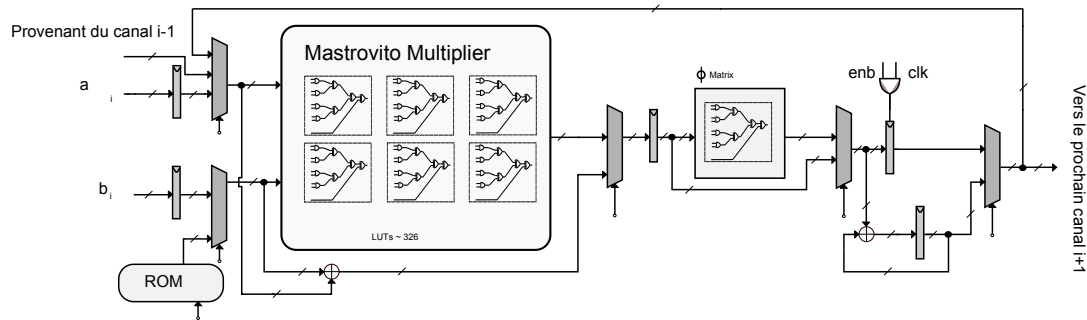 Provenant du canal i-1
a i
b i
ROM
Mastrovito Multiplier
LUTs ~ 326
ϕ Matrix
enb
clk
Vers le prochain canal i+1